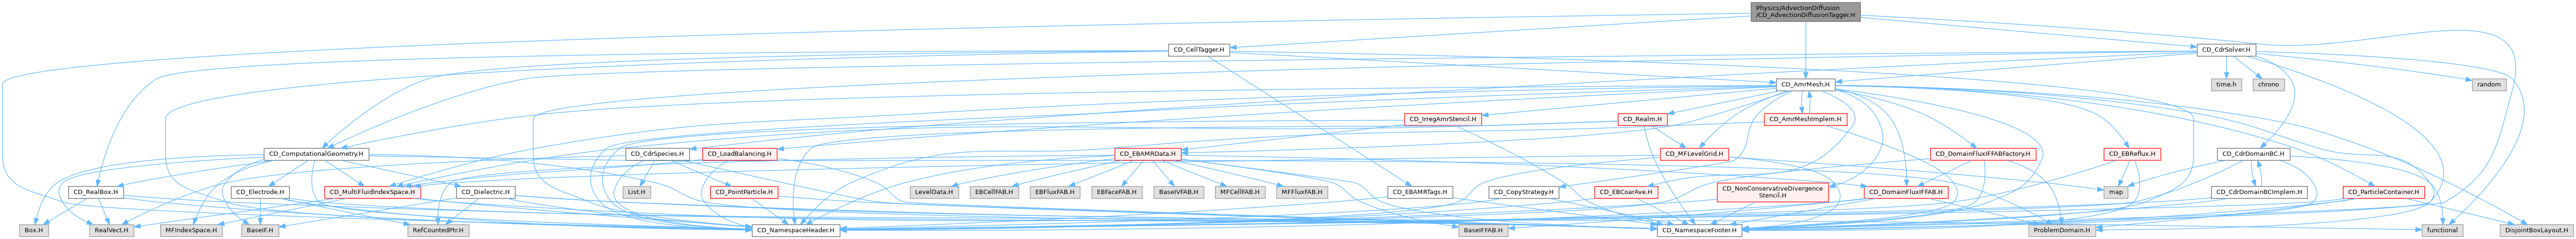 Physics/AdvectionDiffusion
/CD_AdvectionDiffusionTagger.H
CD_CellTagger.H
CD_CdrSolver.H
CD_AmrMesh.H
time.h
chrono
random
CD_IrregAmrStencil.H
CD_Realm.H
CD_AmrMeshImplem.H
CD_ComputationalGeometry.H
CD_CdrSpecies.H
CD_LoadBalancing.H
CD_EBAMRData.H
CD_MFLevelGrid.H
CD_DomainFluxIFFABFactory.H
CD_EBReflux.H
CD_CdrDomainBC.H
CD_RealBox.H
CD_Electrode.H
CD_MultiFluidIndexSpace.H
CD_Dielectric.H
List.H
CD_PointParticle.H
LevelData.H
EBCellFAB.H
EBFluxFAB.H
EBFaceFAB.H
BaseIVFAB.H
MFCellFAB.H
MFFluxFAB.H
CD_EBAMRTags.H
CD_CopyStrategy.H
CD_EBCoarAve.H
CD_NonConservativeDivergence
Stencil.H
CD_DomainFluxIFFAB.H
map
CD_CdrDomainBCImplem.H
CD_ParticleContainer.H
Box.H
RealVect.H
MFIndexSpace.H
BaseIF.H
RefCountedPtr.H
CD_NamespaceHeader.H
BaseIFFAB.H
CD_NamespaceFooter.H
ProblemDomain.H
functional
DisjointBoxLayout.H